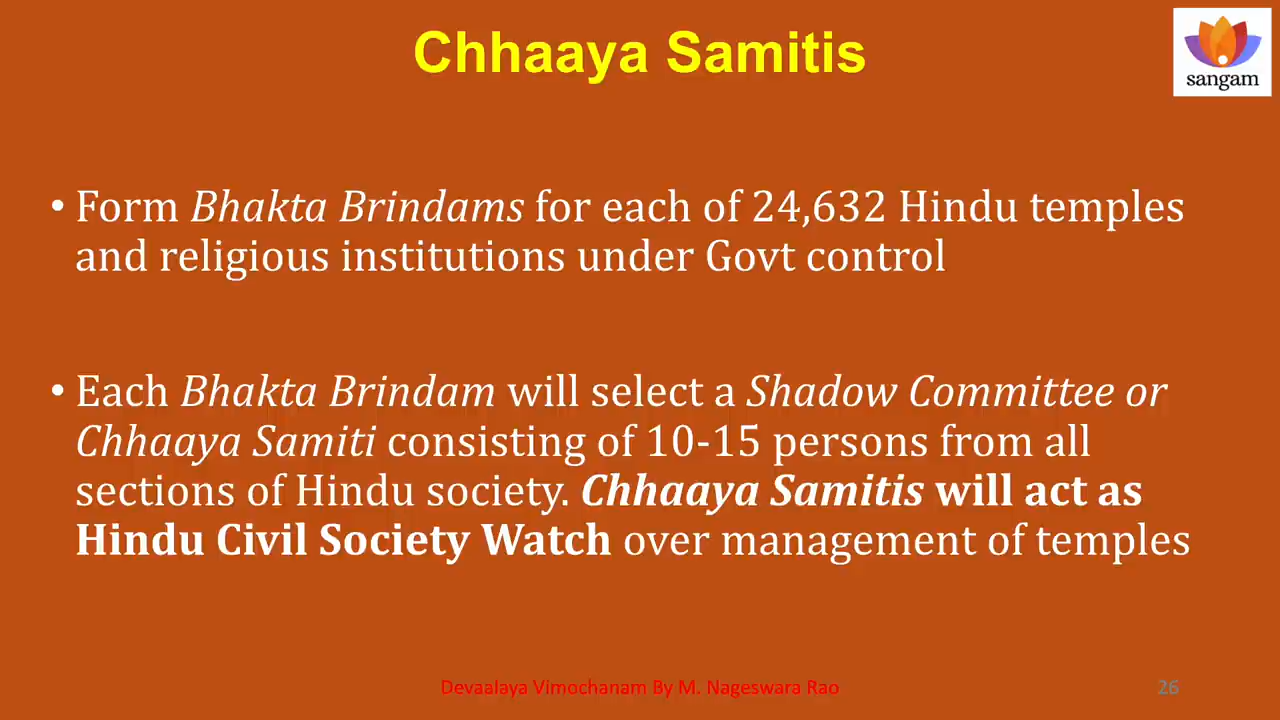 Chhaaya Samitis
sangam
• Form Bhakta Brindams for each of 24,632 Hindu temples
and religious institutions under Govt control
• Each Bhakta Brindam will select a Shadow Committee or
Chhaaya Samiti consisting of 10-15 persons from all
sections of Hindu society. Chhaaya Samitis will act as
Hindu Civil Society Watch over management of temples
Devaalaya Vimochanam By M. Nageswara Rao
26